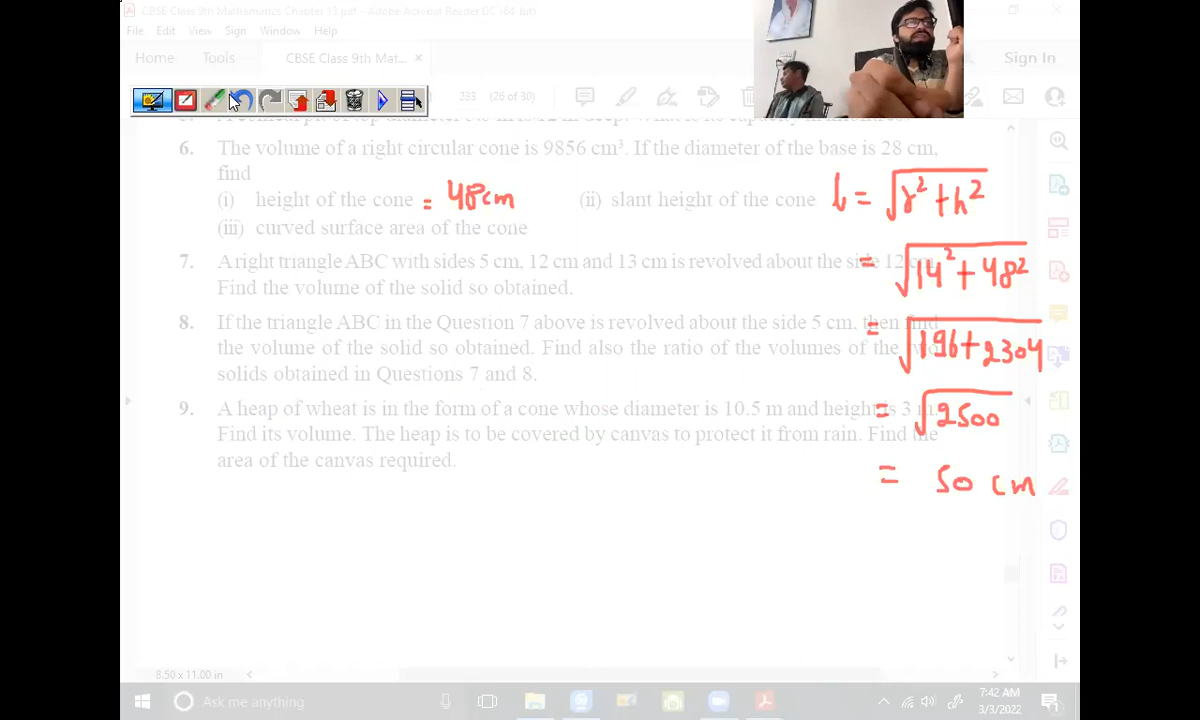 CBSE Class 9th Mathematics Chapter 13.pdf - Adobe Acrobat Reader DC (64-bit)
File Edit View Sign Window Help
Home Tools CBSE Class 9th Mat... × Sign In
233 (26 of 30)
6. The volume of a right circular cone is 9856 cm³. If the diameter of the base is 28 cm,
find
(i) height of the cone = 48cm (ii) slant height of the cone l = √r² + h²
(iii) curved surface area of the cone
= √14² + 48²
7. A right triangle ABC with sides 5 cm, 12 cm and 13 cm is revolved about the side 12 cm.
Find the volume of the solid so obtained.
= √196 + 2304
8. If the triangle ABC in the Question 7 above is revolved about the side 5 cm, then find
the volume of the solid so obtained. Find also the ratio of the volumes of the two
solids obtained in Questions 7 and 8.
= √2500
9. A heap of wheat is in the form of a cone whose diameter is 10.5 m and height is 3 m.
Find its volume. The heap is to be covered by canvas to protect it from rain. Find the
area of the canvas required.
= 50 cm
8.50 x 11.00 in
Ask me anything
7:42 AM
3/3/2022